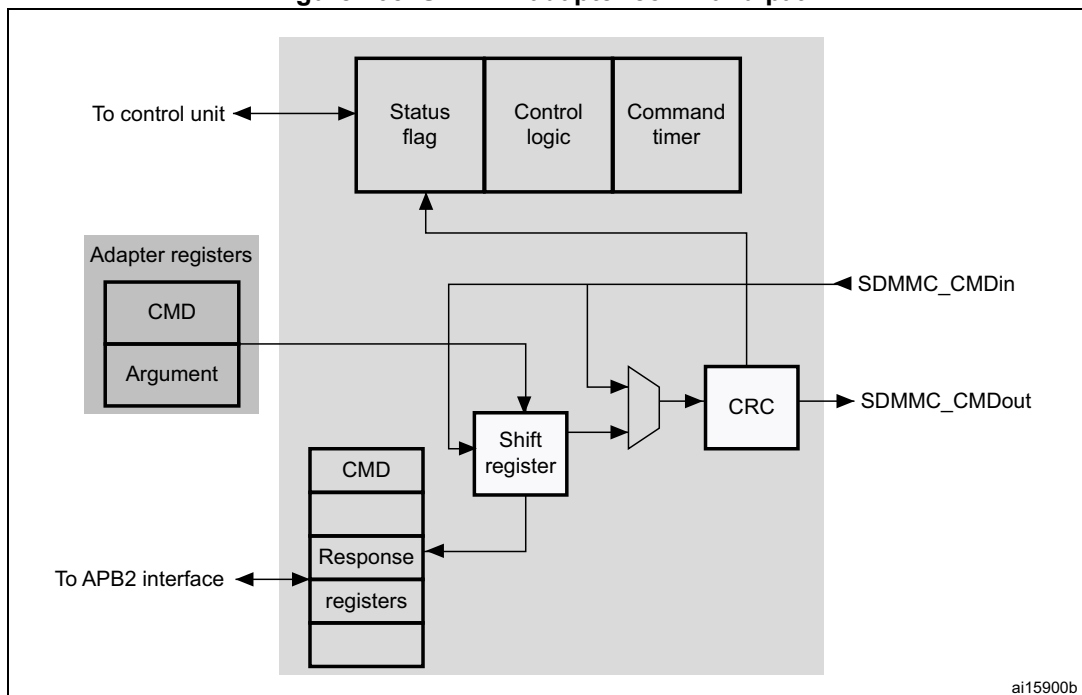 To control unit
Status
flag
Control
logic
Command
timer
Adapter registers
CMD
Argument
SDMMC_CMDin
CRC
SDMMC_CMDout
Shift
register
CMD
Response
registers
To APB2 interface
ai15900b